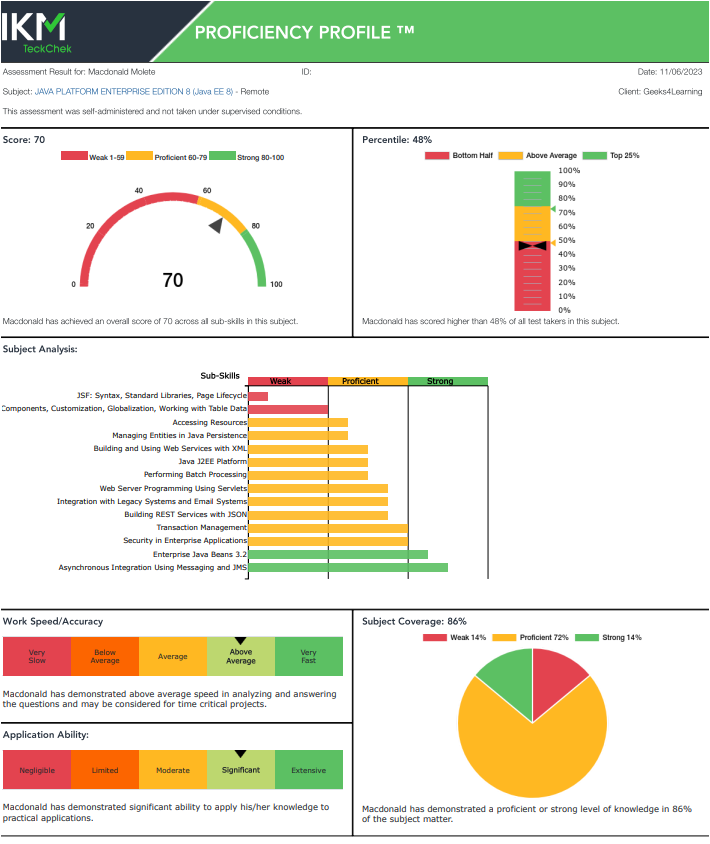 IKM
TeckChek
PROFICIENCY PROFILE ™
Assessment Result for: Macdonald Molete ID: Date: 11/06/2023
Subject: JAVA PLATFORM ENTERPRISE EDITION 8 (Java EE 8) - Remote Client: Geeks4Learning
This assessment was self-administered and not taken under supervised conditions.
Score: 70
Weak 1-59 Proficient 60-79 Strong 80-100
0 20 40 60 80 100
70
Macdonald has achieved an overall score of 70 across all sub-skills in this subject.
Percentile: 48%
Bottom Half Above Average Top 25%
100%
90%
80%
70%
60%
50%
40%
30%
20%
10%
0%
Macdonald has scored higher than 48% of all test takers in this subject.
Subject Analysis:
Sub-Skills Weak Proficient Strong
JSF: Syntax, Standard Libraries, Page Lifecycle
Components, Customization, Globalization, Working with Table Data
Accessing Resources
Managing Entities in Java Persistence
Building and Using Web Services with XML
Java J2EE Platform
Performing Batch Processing
Web Server Programming Using Servlets
Integration with Legacy Systems and Email Systems
Building REST Services with JSON
Transaction Management
Security in Enterprise Applications
Enterprise Java Beans 3.2
Asynchronous Integration Using Messaging and JMS
Work Speed/Accuracy
Very Slow
Below Average
Average
Above Average
Very Fast
Macdonald has demonstrated above average speed in analyzing and answering
the questions and may be considered for time critical projects.
Application Ability:
Negligible Limited Moderate Significant Extensive
Macdonald has demonstrated significant ability to apply his/her knowledge to
practical applications.
Subject Coverage: 86%
Weak 14% Proficient 72% Strong 14%
Macdonald has demonstrated a proficient or strong level of knowledge in 86%
of the subject matter.